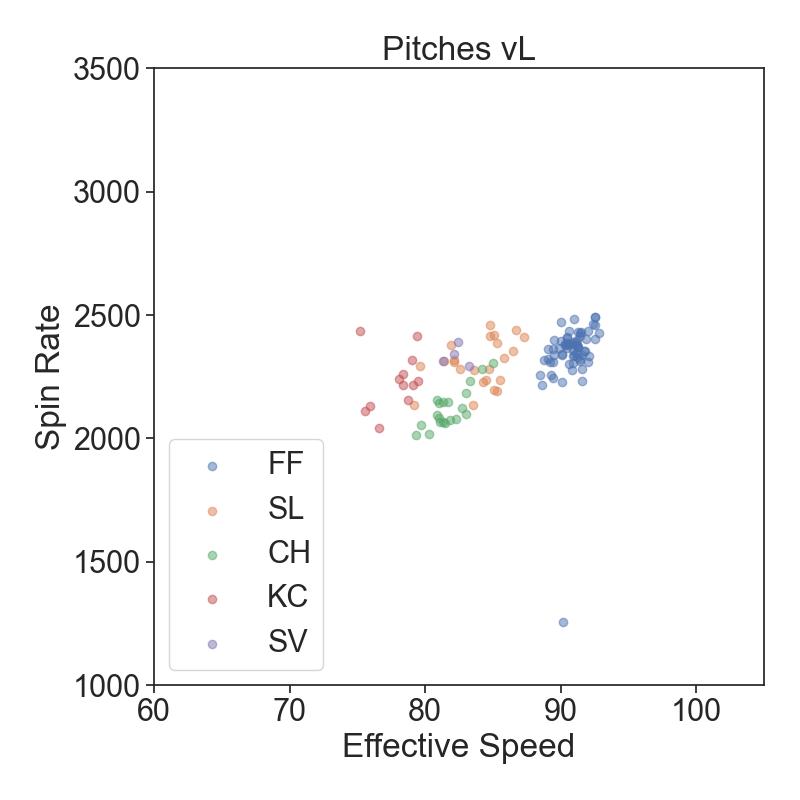 Pitches vL
3500
3000
2500
2000
1500
1000
Spin Rate
FF
SL
CH
KC
SV
60 70 80 90 100
Effective Speed